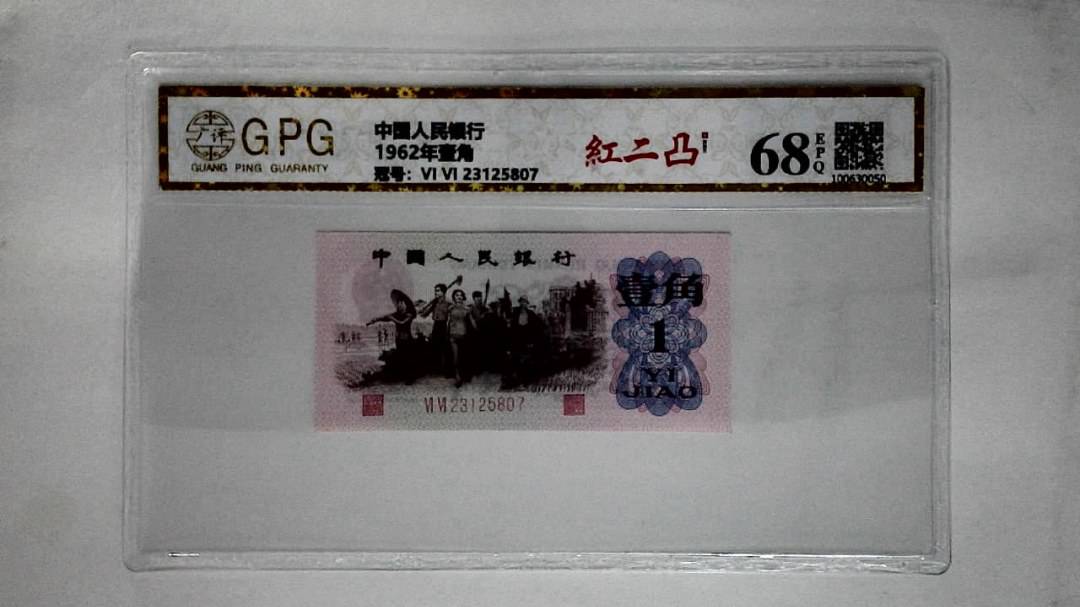 广评
GPG
GUANG PING GUARANTY
中国人民银行
1962年壹角
冠号：VI VI 23125807
紅二凸
68
EPQ
100630050
中國人民銀行
壹角
1
YI
JIAO
VI VI 23125807